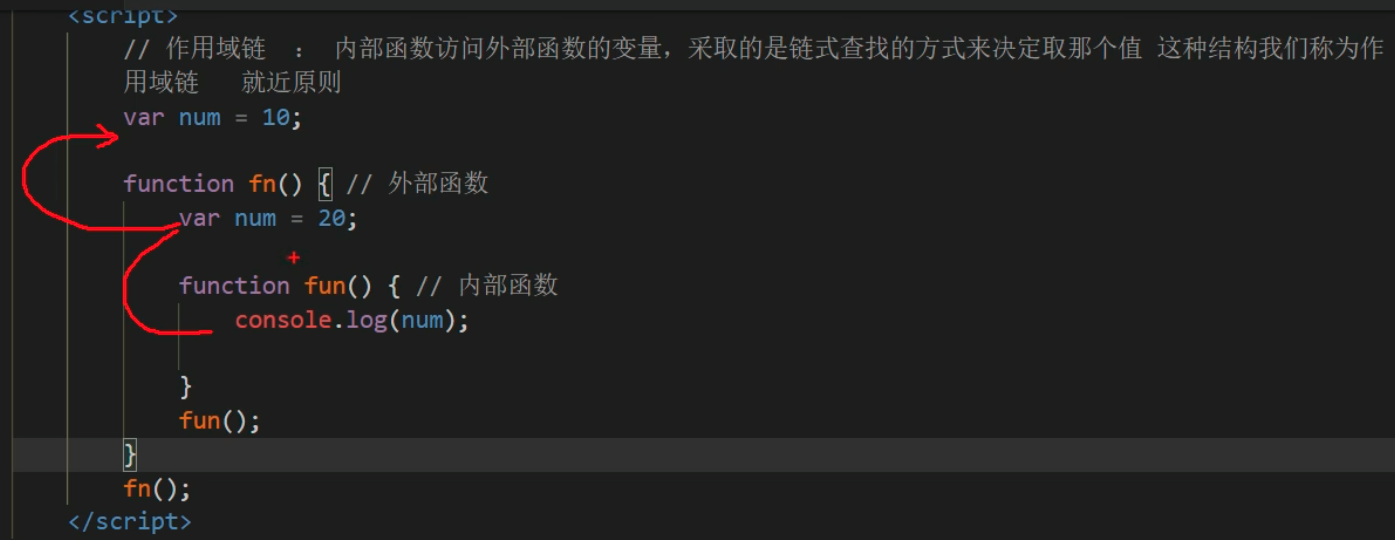 <script>
// 作用域链 ： 内部函数访问外部函数的变量，采取的是链式查找的方式来决定取那个值 这种结构我们称为作
用域链 就近原则
var num = 10;
function fn() { // 外部函数
var num = 20;
function fun() { // 内部函数
console.log(num);
}
fun();
}
fn();
</script>